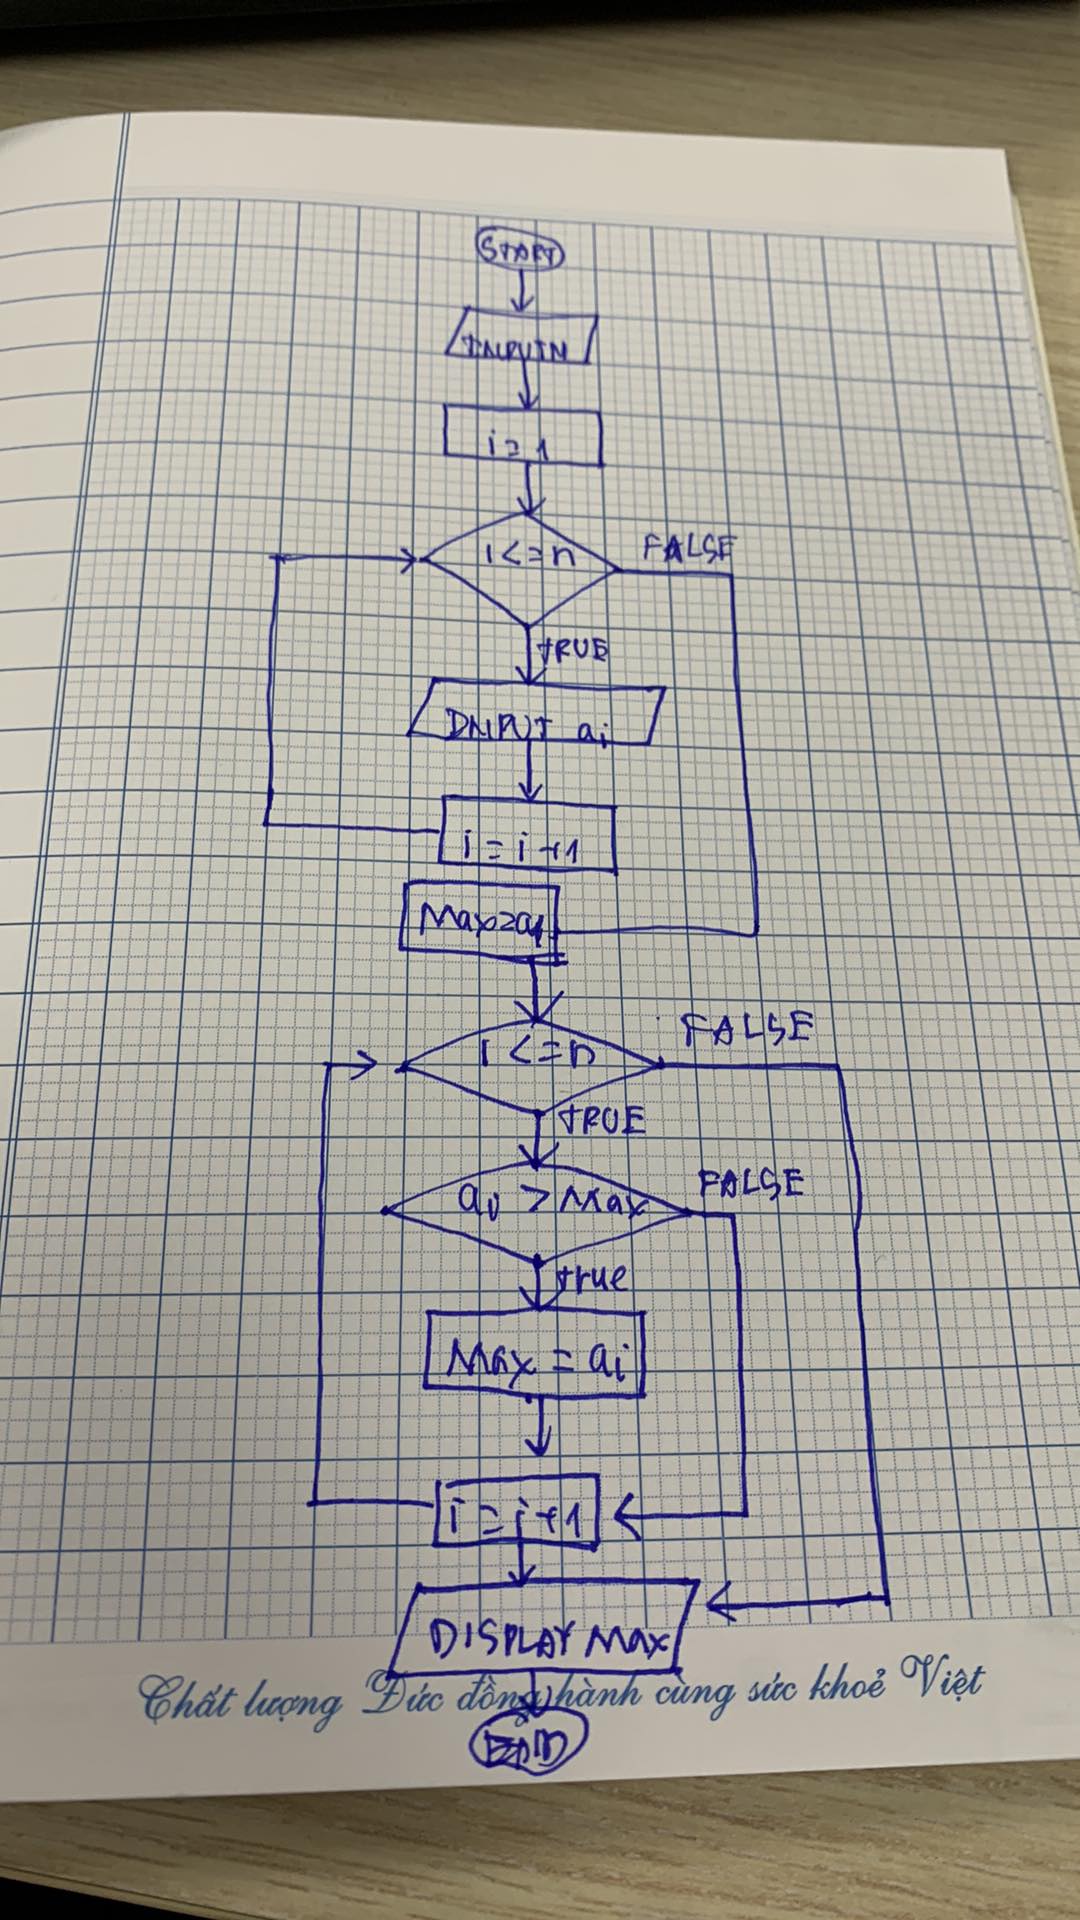 START
INPUT N
i = 1
i <= n
FALSE
TRUE
INPUT ai
i = i+1
Max=a1
i <= n
FALSE
TRUE
ai > Max
FALSE
true
Max = ai
i = i+1
DISPLAY Max
Chất lượng Đức đồng hành cùng sức khoẻ Việt
END